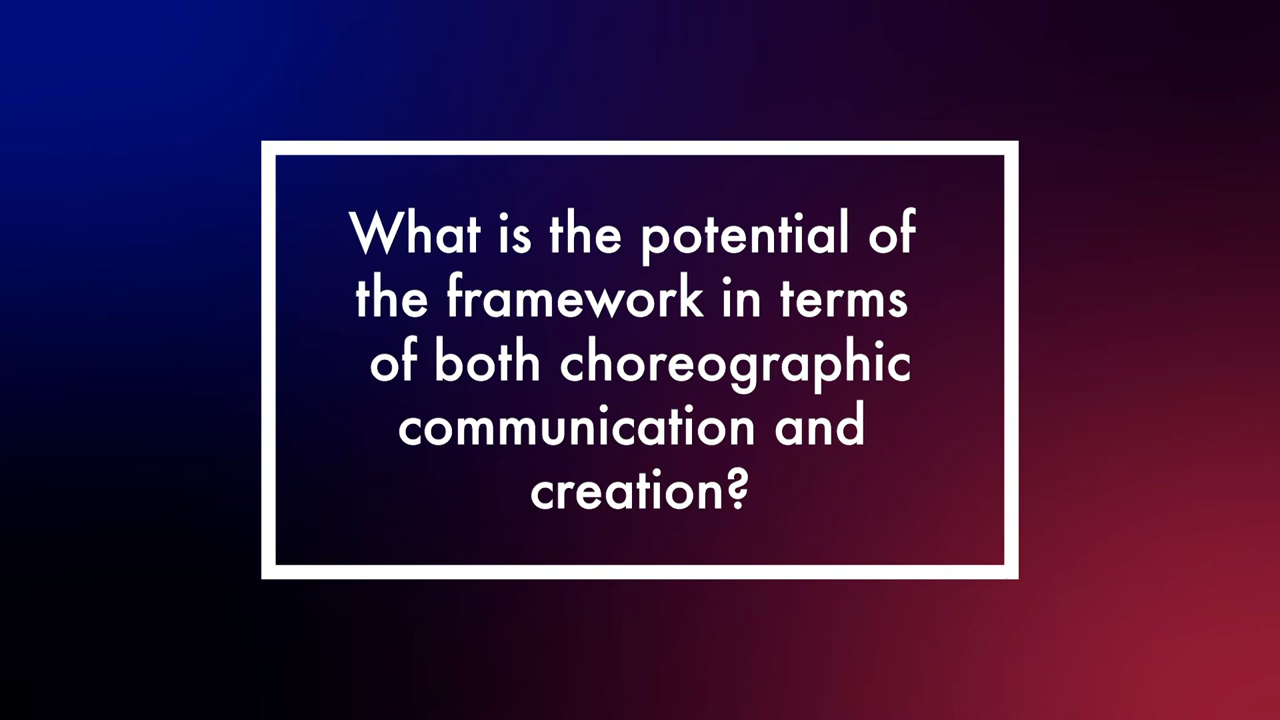 What is the potential of
the framework in terms
of both choreographic
communication and
creation?